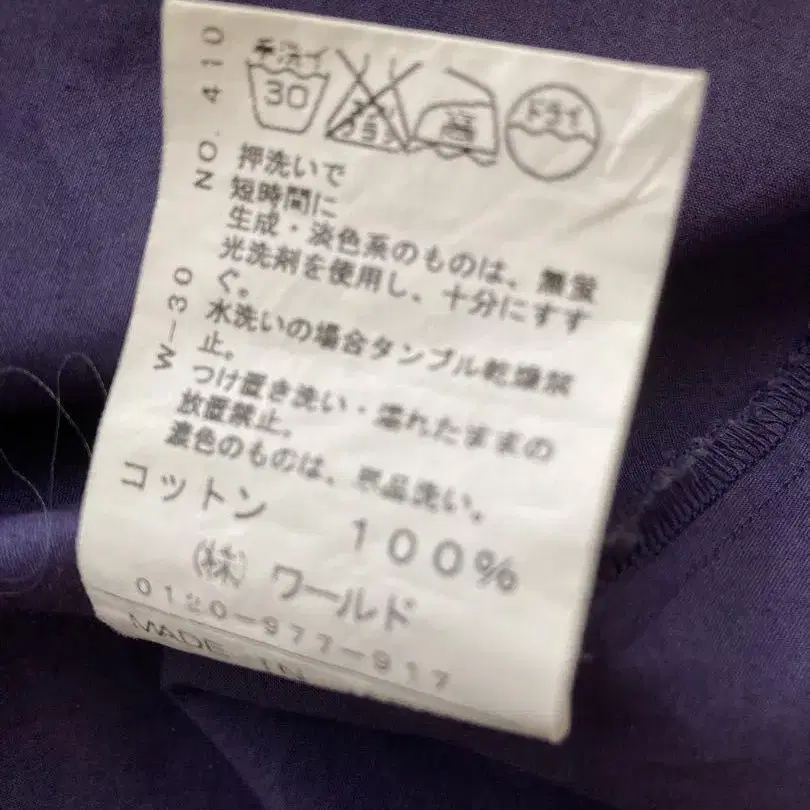 NO. 410
W-30
手洗イ
30
ドライ
押洗いで
短時間に
生成・淡色系のものは、無蛍
光洗剤を使用し、十分にすす
ぐ。
水洗いの場合タンブル乾燥禁
止。
つけ置き洗い・濡れたままの
放置禁止。
濃色のものは、単品洗い。
コットン 100%
(株) ワールド
0120-977-917
MADE IN